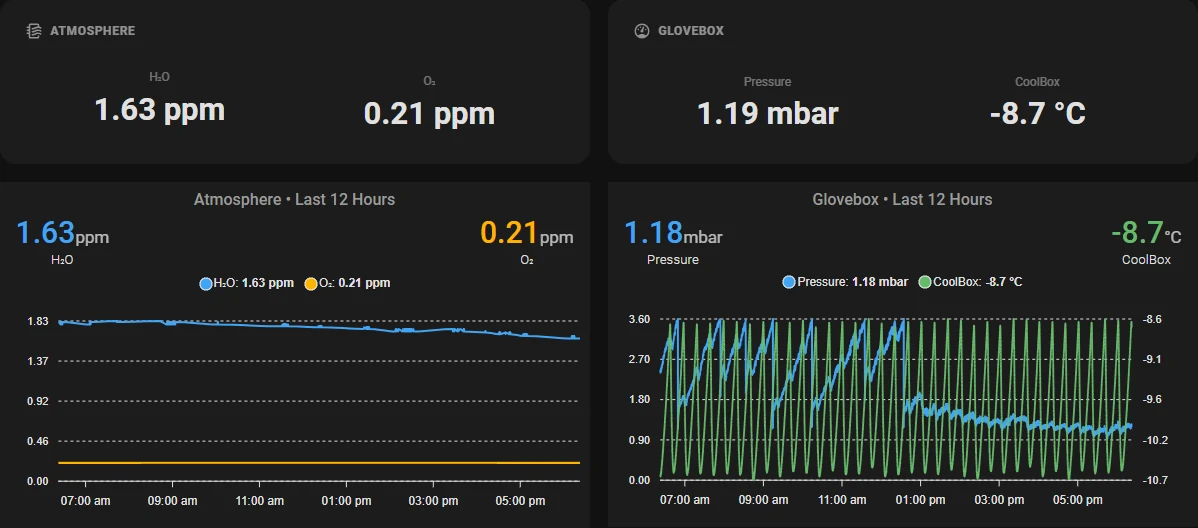 ATMOSPHERE
H₂O
O₂
1.63 ppm
0.21 ppm
GLOVEBOX
Pressure
CoolBox
1.19 mbar
-8.7 °C
Atmosphere • Last 12 Hours
1.63ppm
H₂O
0.21ppm
O₂
H₂O: 1.63 ppm
O₂: 0.21 ppm
1.83
1.37
0.92
0.46
0.00
07:00 am
09:00 am
11:00 am
01:00 pm
03:00 pm
05:00 pm
Glovebox • Last 12 Hours
1.18mbar
Pressure
-8.7°C
CoolBox
Pressure: 1.18 mbar
CoolBox: -8.7 °C
3.60
2.70
1.80
0.90
0.00
-8.6
-9.1
-9.6
-10.2
-10.7
07:00 am
09:00 am
11:00 am
01:00 pm
03:00 pm
05:00 pm